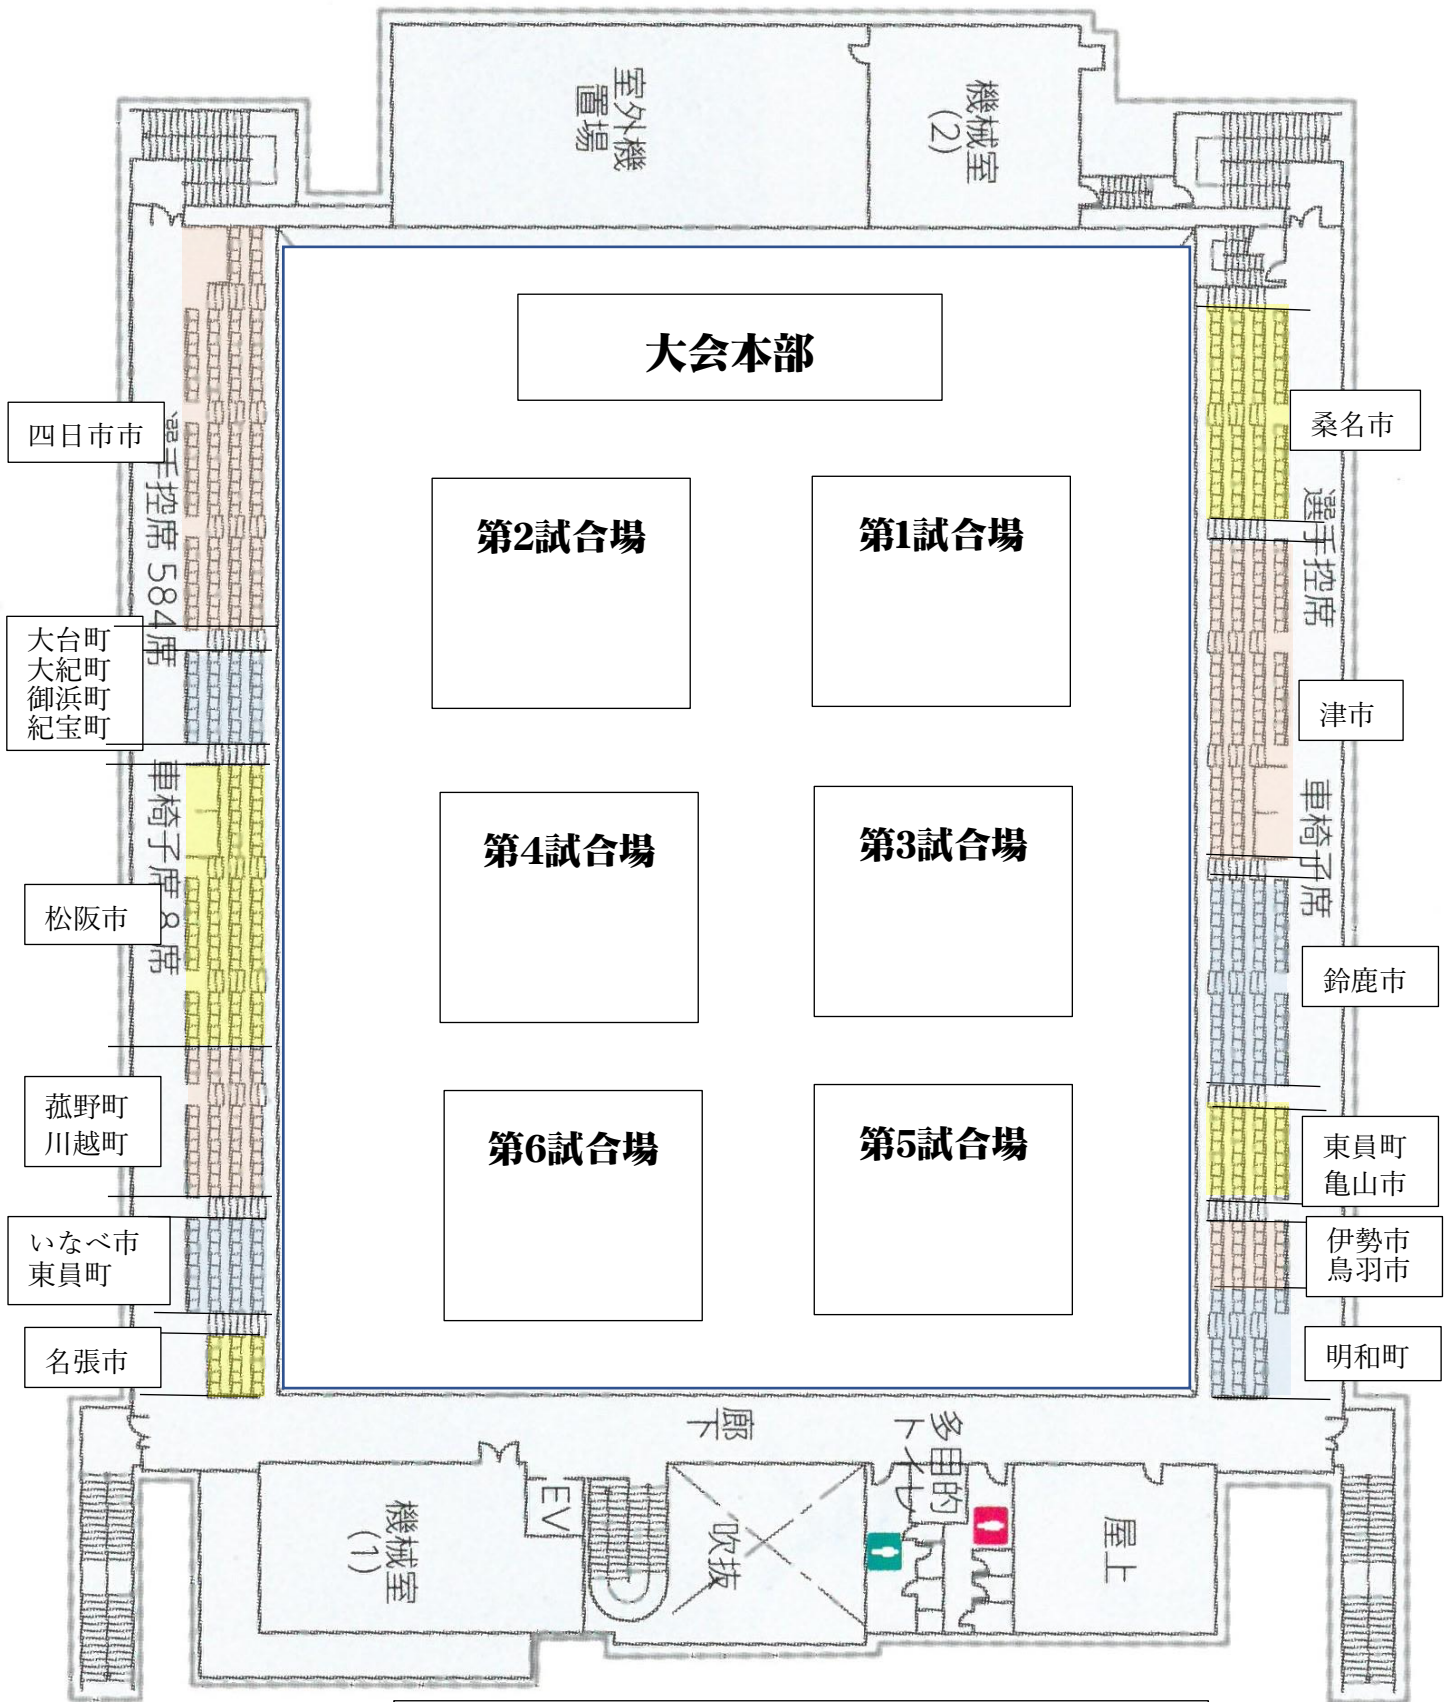 室外機
置場
機械室
(2)
大会本部
四日市市
選手控席 584席
桑名市
選手控席
第2試合場
第1試合場
大台町
大紀町
御浜町
紀宝町
津市
車椅子席 8席
車椅子席
第4試合場
第3試合場
松阪市
鈴鹿市
菰野町
川越町
第6試合場
第5試合場
東員町
亀山市
いなべ市
東員町
伊勢市
鳥羽市
名張市
明和町
廊下
多目的
トイレ
機械室
(1)
EV
吹抜
屋上